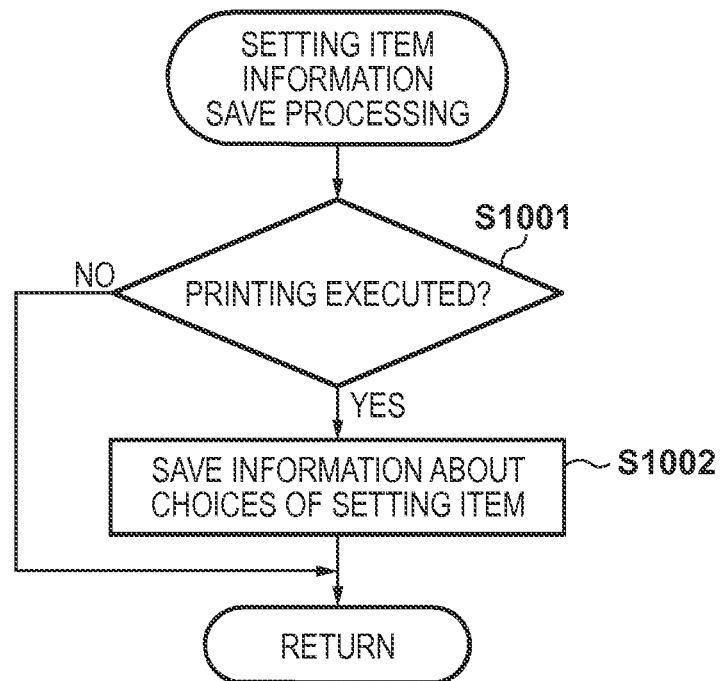 SETTING ITEM
INFORMATION
SAVE PROCESSING
S1001
NO
PRINTING EXECUTED?
YES
SAVE INFORMATION ABOUT
CHOICES OF SETTING ITEM
S1002
RETURN